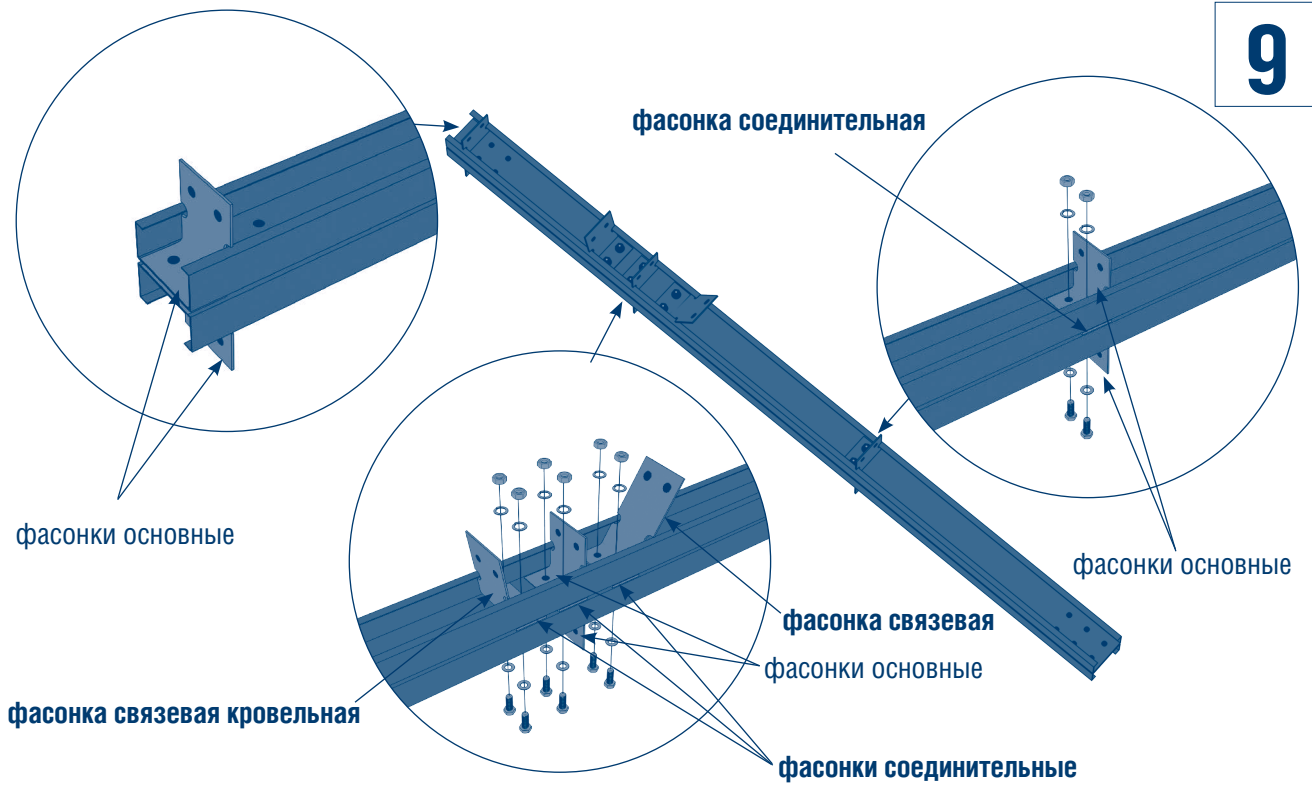 9
фасонка соединительная
фасонки основные
фасонки основные
фасонка связевая
фасонки основные
фасонка связевая кровельная
фасонки соединительные